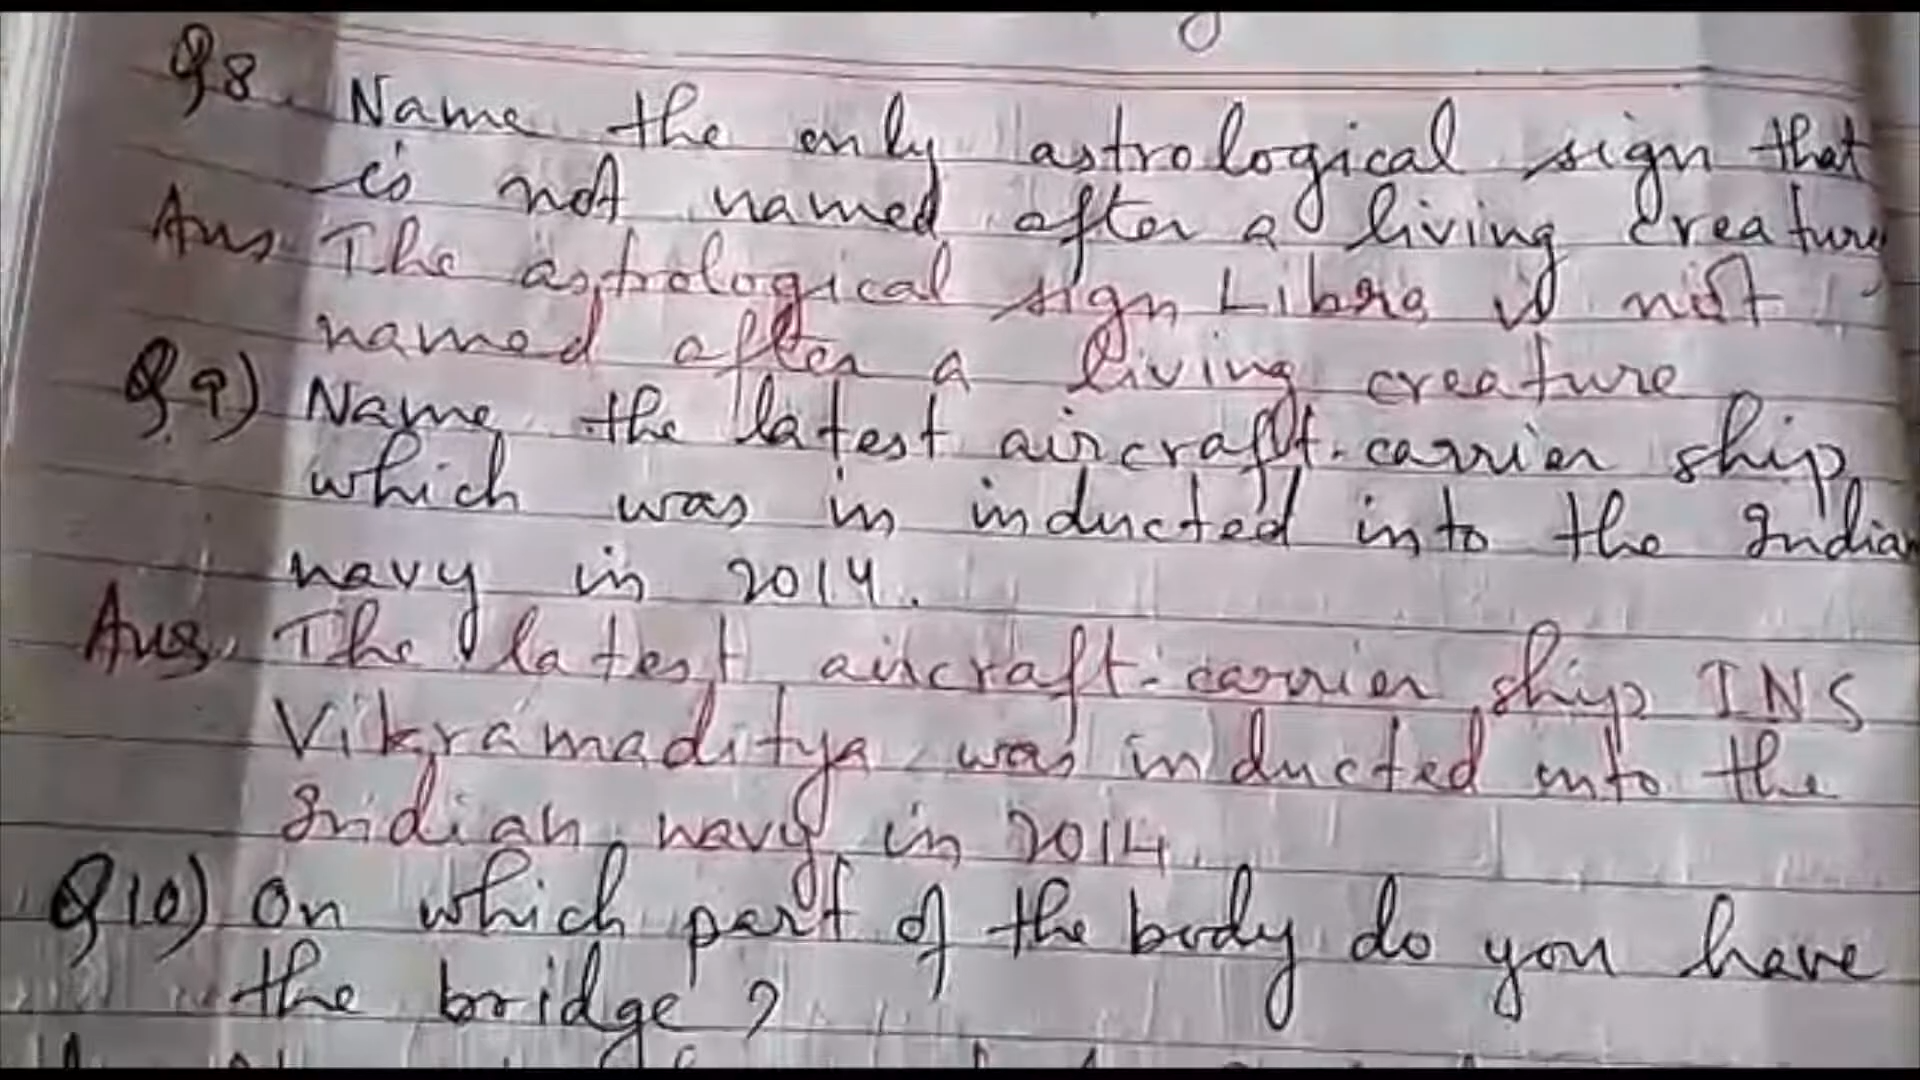 Q8. Name the only astrological sign that
is not named after a living creature
Ans The astrological sign Libra is not
named after a living creature
Q9) Name the latest aircraft-carrier ship
which was in inducted into the Indian
navy in 2014.
Ans. The latest aircraft-carrier ship INS
Vikramaditya was inducted into the
Indian navy in 2014
Q10) On which part of the body do you have
the bridge?